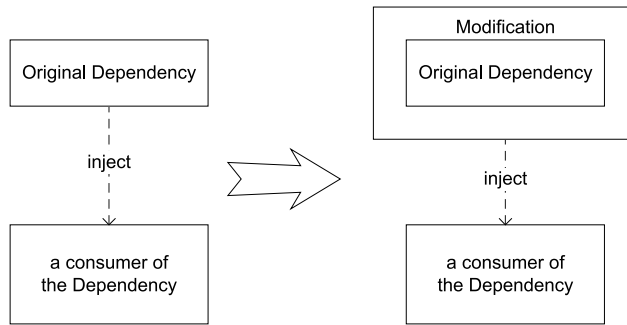 Original Dependency
inject
a consumer of
the Dependency
Modification
Original Dependency
inject
a consumer of
the Dependency